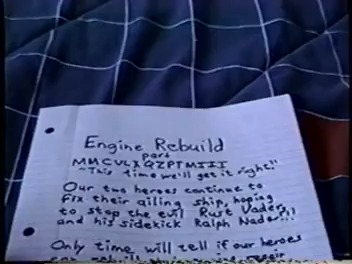 Engine Rebuild
part
MMCVLXQZPTMIII
"This time we'll get it right!"
Our two heroes continue to
fix their ailing ship, hoping
to stop the evil Rust Vader
and his sidekick Ralph Nader!!!
Only time will tell if our heroes